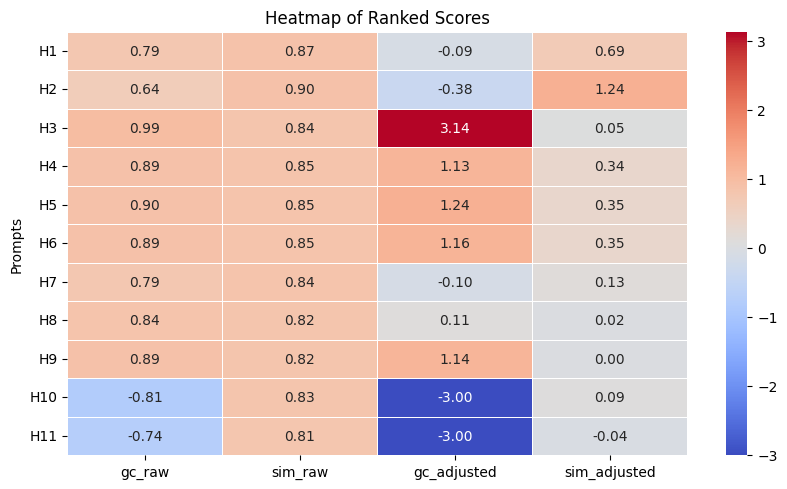 Heatmap of Ranked Scores
Prompts
H1 0.79 0.87 -0.09 0.69
H2 0.64 0.90 -0.38 1.24
H3 0.99 0.84 3.14 0.05
H4 0.89 0.85 1.13 0.34
H5 0.90 0.85 1.24 0.35
H6 0.89 0.85 1.16 0.35
H7 0.79 0.84 -0.10 0.13
H8 0.84 0.82 0.11 0.02
H9 0.89 0.82 1.14 0.00
H10 -0.81 0.83 -3.00 0.09
H11 -0.74 0.81 -3.00 -0.04
gc_raw sim_raw gc_adjusted sim_adjusted
3
2
1
0
−1
−2
−3